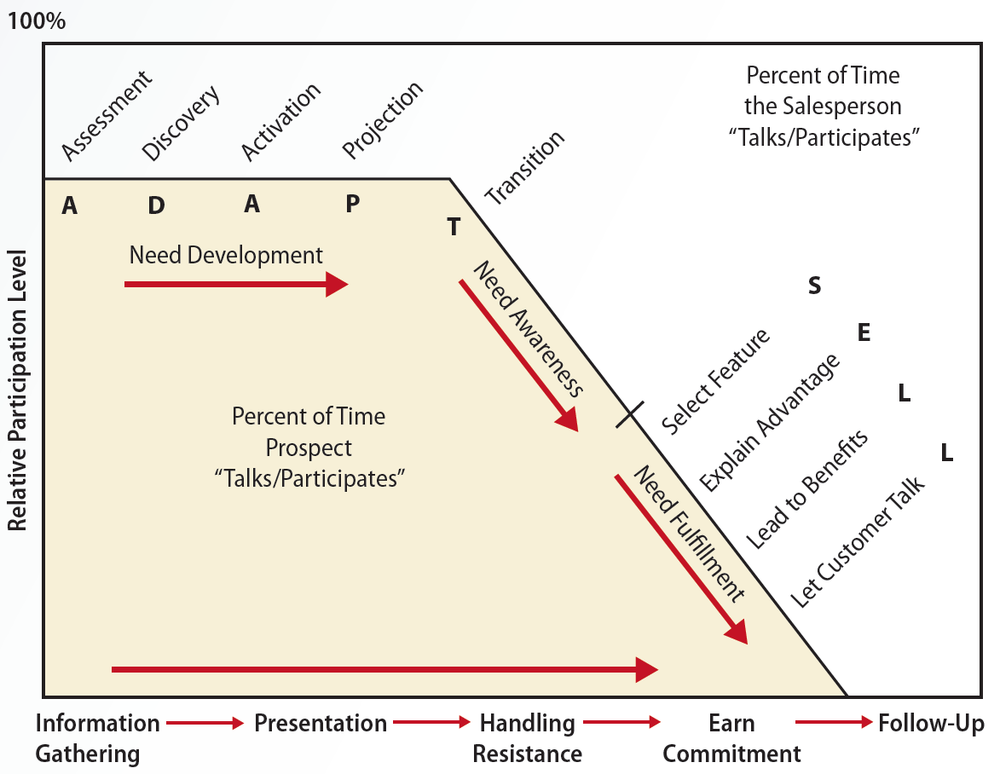 100%
Assessment
Discovery
Activation
Projection
Transition
Percent of Time
the Salesperson
“Talks/Participates”
A
D
A
P
T
Need Development
Need Awareness
S
E
L
L
Select Feature
Explain Advantage
Lead to Benefits
Let Customer Talk
Relative Participation Level
Percent of Time
Prospect
“Talks/Participates”
Need Fulfillment
Information
Gathering
Presentation
Handling
Resistance
Earn
Commitment
Follow-Up